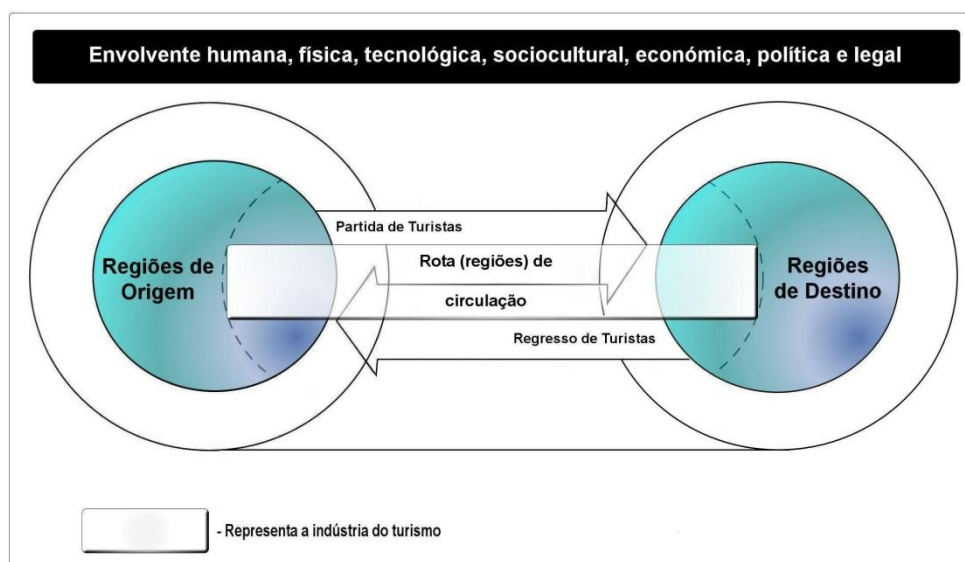 Envolvente humana, física, tecnológica, sociocultural, económica, política e legal
Partida de Turistas
Regiões de
Origem
Rota (regiões) de
circulação
Regiões
de Destino
Regresso de Turistas
- Representa a indústria do turismo